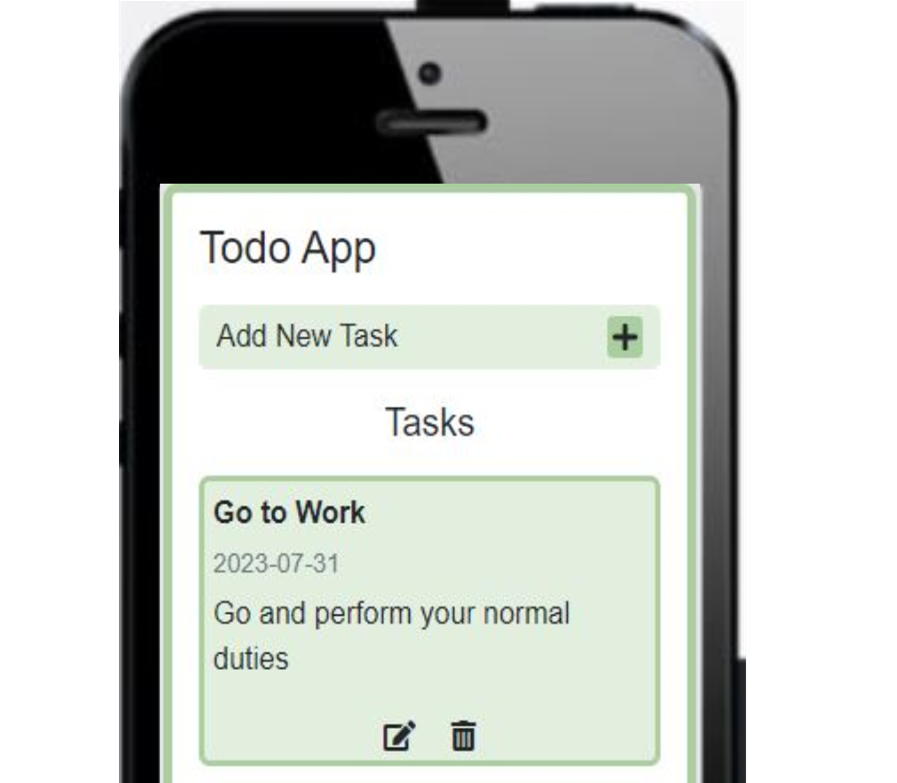 Todo App
Add New Task
Tasks
Go to Work
2023-07-31
Go and perform your normal
duties